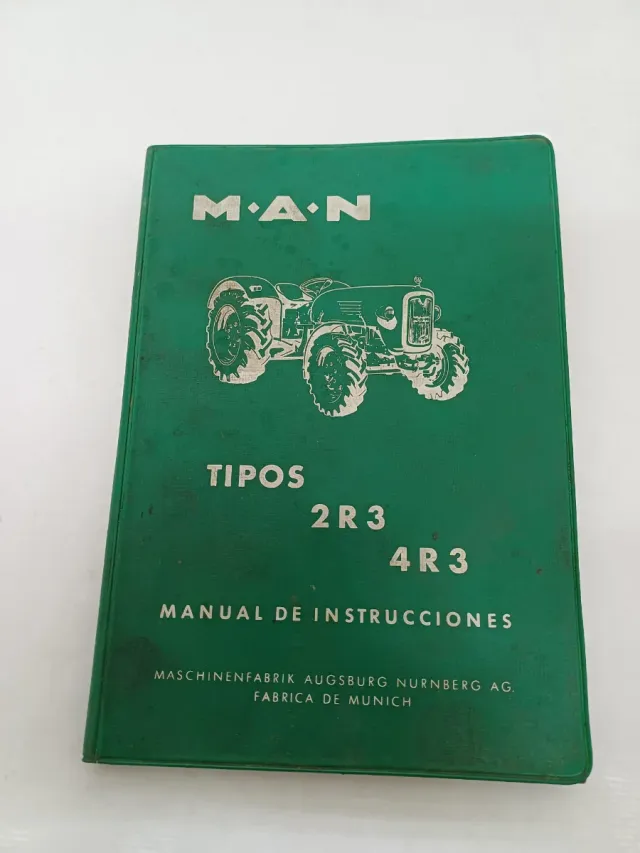 M·A·N
TIPOS
2R3
4R3
MANUAL DE INSTRUCCIONES
MASCHINENFABRIK AUGSBURG NURNBERG AG.
FABRICA DE MUNICH